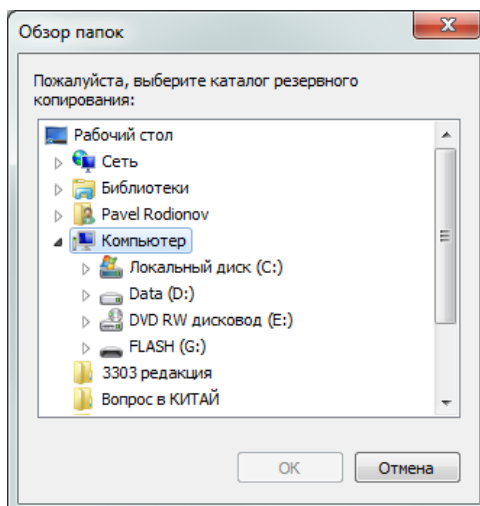 Обзор папок
Пожалуйста, выберите каталог резервного
копирования:
Рабочий стол
Сеть
Библиотеки
Pavel Rodionov
Компьютер
Локальный диск (C:)
Data (D:)
DVD RW дисковод (E:)
FLASH (G:)
3303 редакция
Вопрос в КИТАЙ
ОК
Отмена